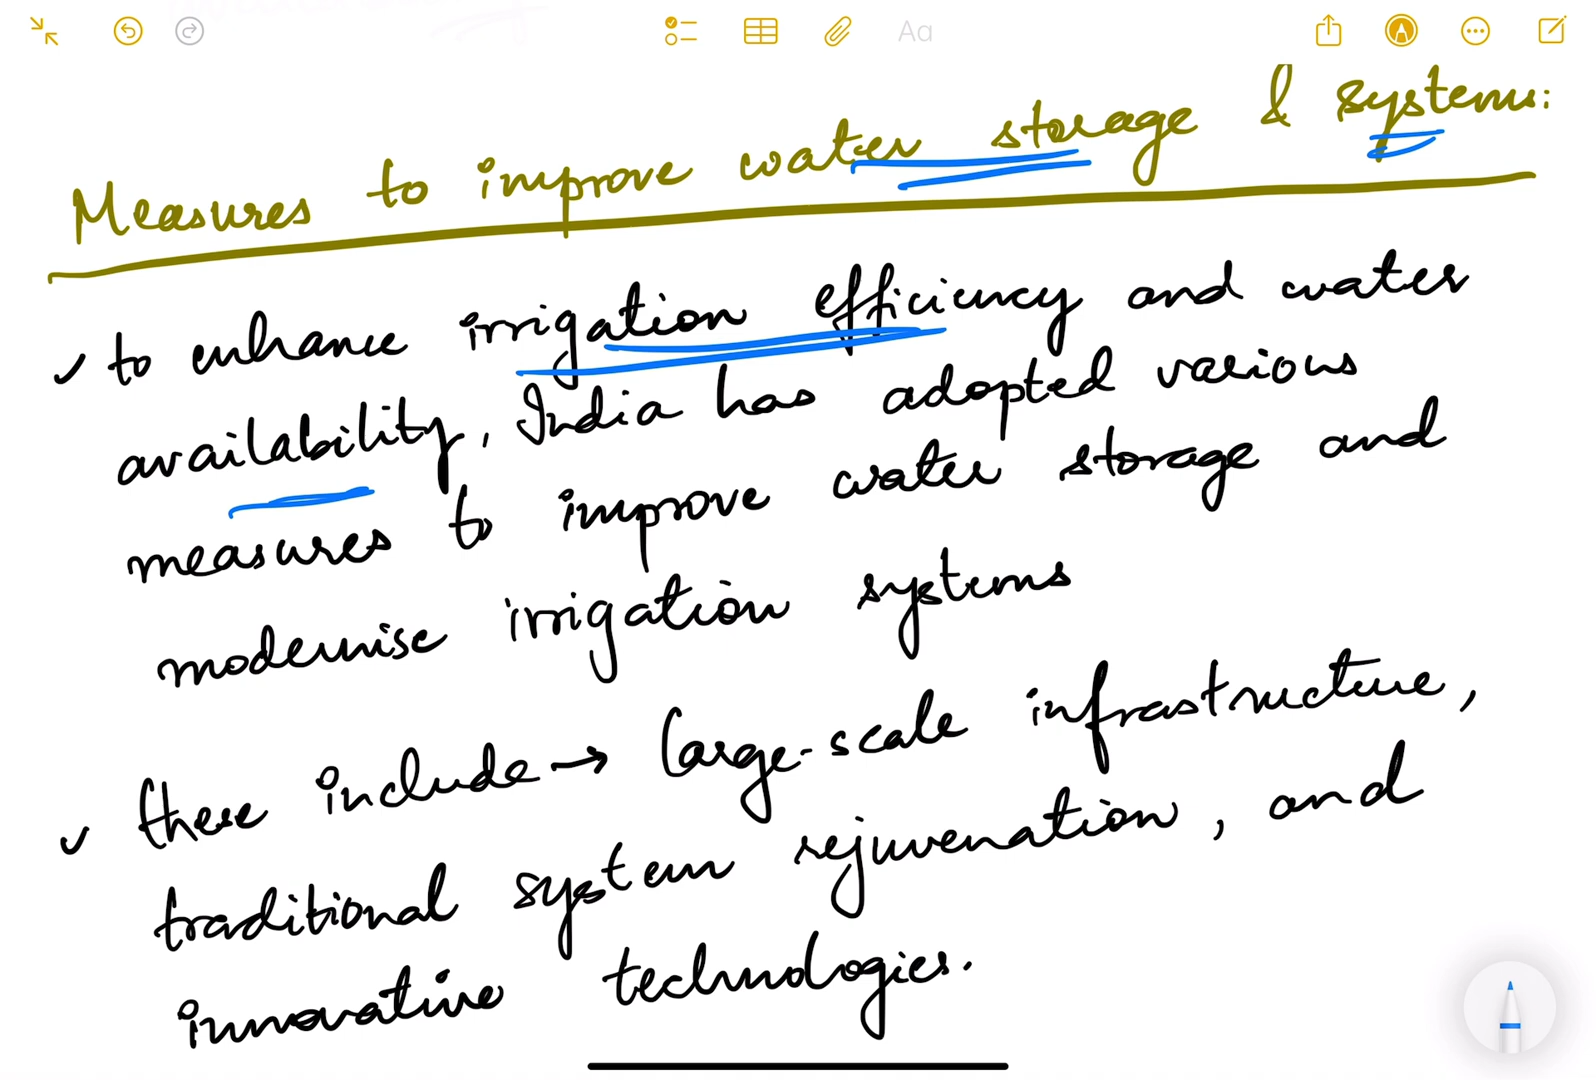 Aa
Measures to improve water storage & systems:
to enhance irrigation efficiency and water
availability, India has adopted various
measures to improve water storage and
modernise irrigation systems
these include → large-scale infrastructure,
traditional system rejuvenation, and
innovative technologies.